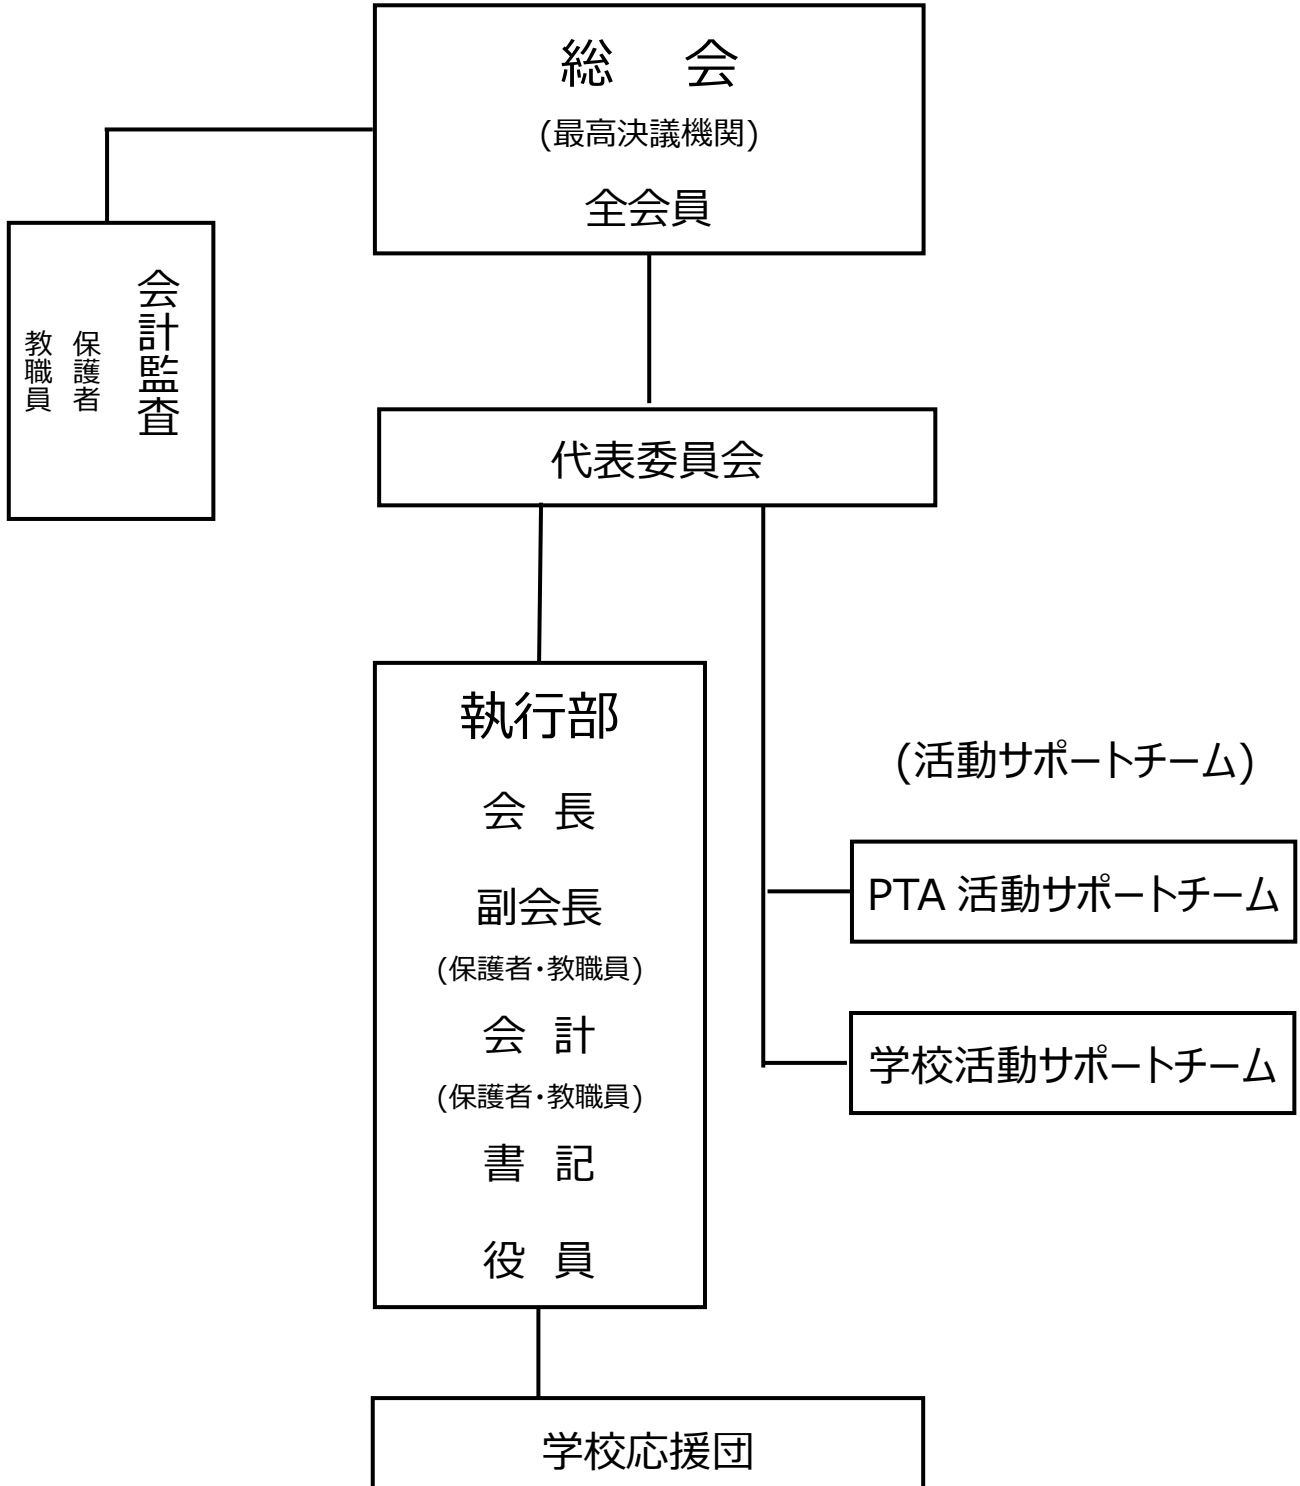 総　会
(最高決議機関)
全会員
会計監査
保護者
教職員
代表委員会
執行部
会　長
副会長
(保護者・教職員)
会　計
(保護者・教職員)
書　記
役　員
(活動サポートチーム)
PTA 活動サポートチーム
学校活動サポートチーム
学校応援団